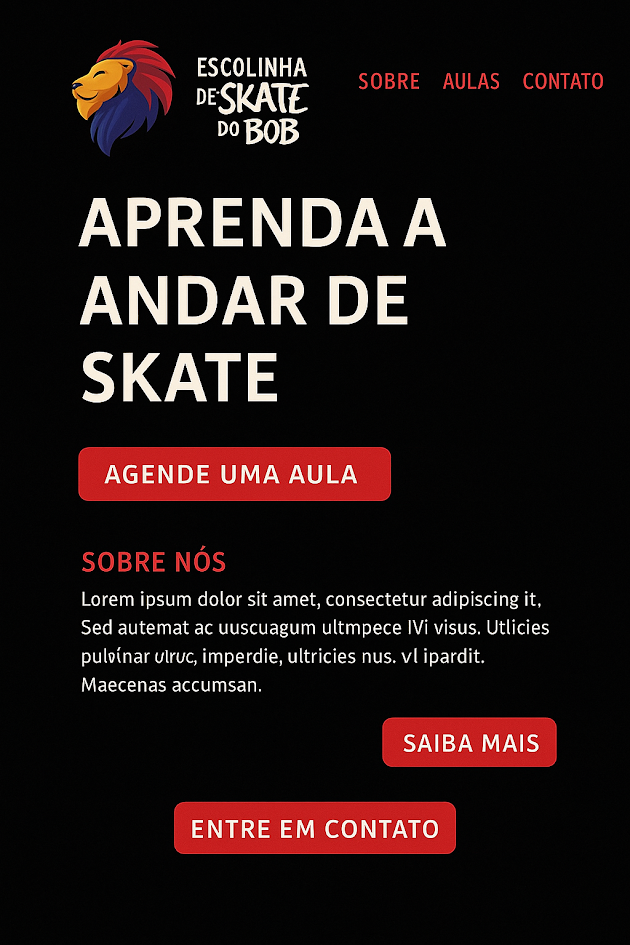 ESCOLINHA
DE SKATE
DO BOB
SOBRE AULAS CONTATO
APRENDA A
ANDAR DE
SKATE
AGENDE UMA AULA
SOBRE NÓS
Lorem ipsum dolor sit amet, consectetur adipiscing it,
Sed autemat ac uuscuagum ultmpece IVi visus. Utlicies
imperdie, ultricies nus. vl ipardit.
Maecenas accumsan.
SAIBA MAIS
ENTRE EM CONTATO